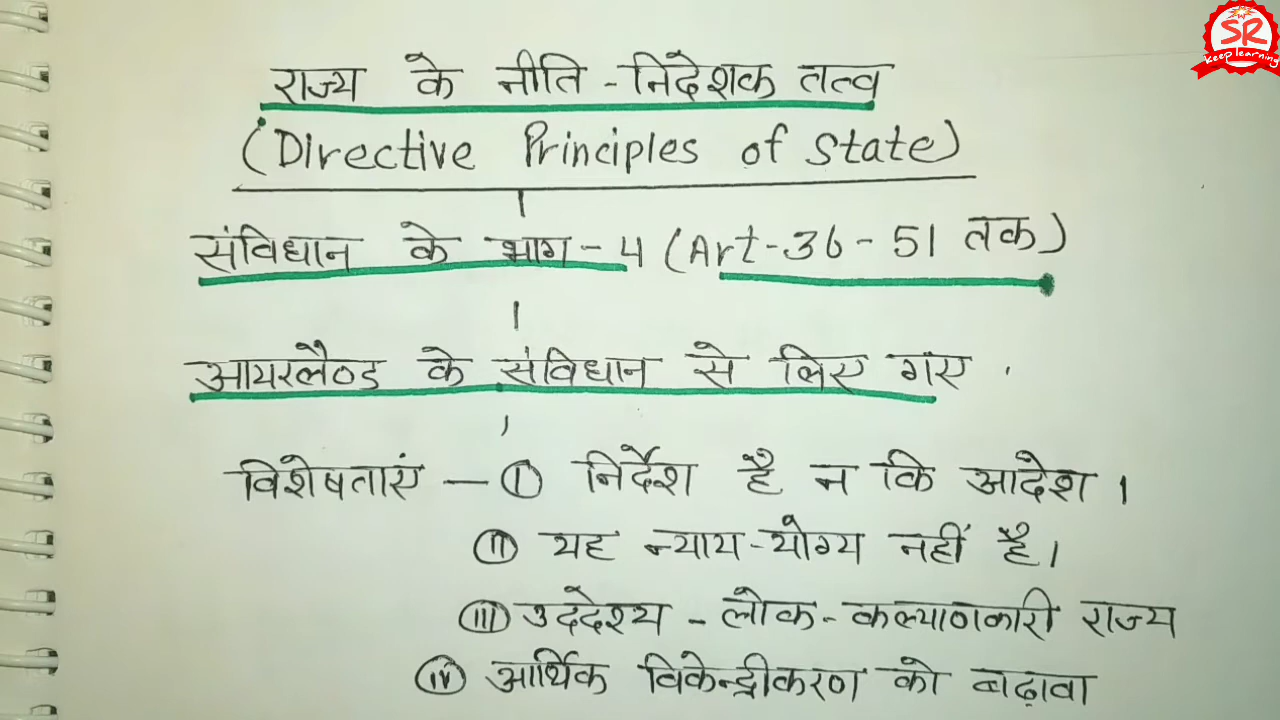 SR
Keep learning
राज्य के नीति - निदेशक तत्व
(Directive Principles of State)
संविधान के भाग - 4 (Art-36-51 तक)
आयरलैण्ड के संविधान से लिए गए
विशेषताएं - (I) निर्देश है न कि आदेश ।
(II) यह न्याय-योग्य नहीं है।
(III) उद्देश्य - लोक-कल्याणकारी राज्य
(IV) आर्थिक विकेन्द्रीकरण को बढ़ावा